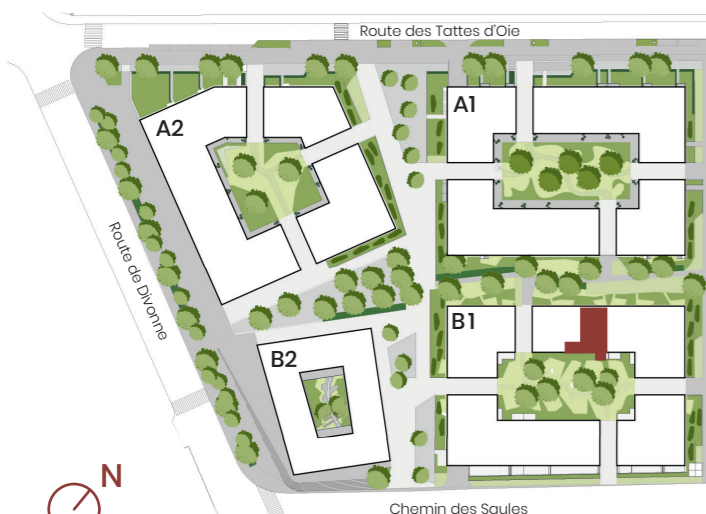 Route des Tattes d'Oie
A2
A1
Route de Divonne
B1
B2
N
Chemin des Saules